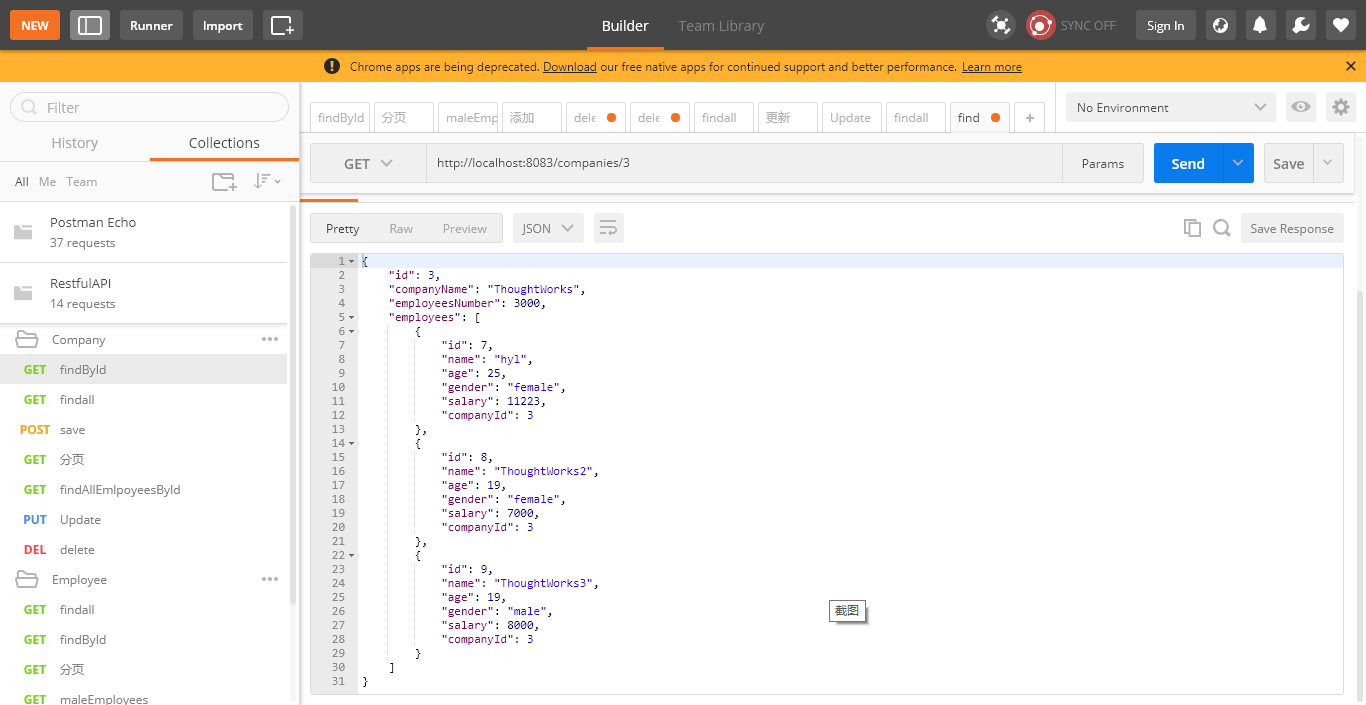 NEW Runner Import Builder Team Library SYNC OFF Sign In
Chrome apps are being deprecated. Download our free native apps for continued support and better performance. Learn more
Filter
History Collections
All Me Team
Postman Echo
37 requests
RestfulAPI
14 requests
Company
GET findById
GET findall
POST save
GET 分页
GET findAllEmlpoyeesById
PUT Update
DEL delete
Employee
GET findall
GET findById
GET 分页
GET maleEmployees
findById 分页 maleEmp 添加 dele dele findall 更新 Update findall find +
No Environment
GET http://localhost:8083/companies/3 Params Send Save
Pretty Raw Preview JSON Save Response
1 {
2 "id": 3,
3 "companyName": "ThoughtWorks",
4 "employeesNumber": 3000,
5 "employees": [
6 {
7 "id": 7,
8 "name": "hyl",
9 "age": 25,
10 "gender": "female",
11 "salary": 11223,
12 "companyId": 3
13 },
14 {
15 "id": 8,
16 "name": "ThoughtWorks2",
17 "age": 19,
18 "gender": "female",
19 "salary": 7000,
20 "companyId": 3
21 },
22 {
23 "id": 9,
24 "name": "ThoughtWorks3",
25 "age": 19,
26 "gender": "male",
27 "salary": 8000,
28 "companyId": 3
29 }
30 ]
31 }
截图